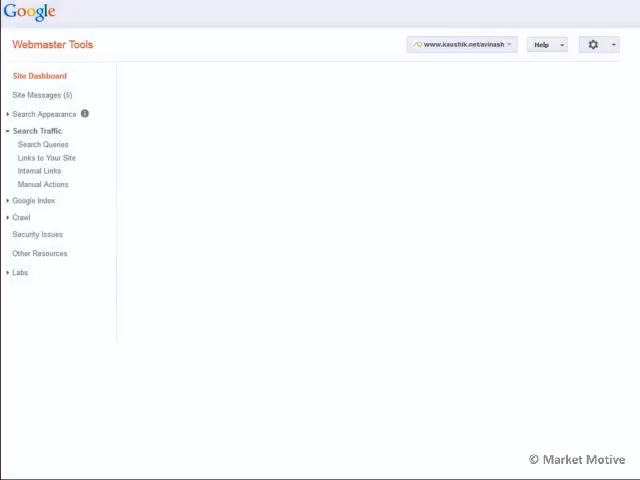 Google
Webmaster Tools
www.kaushik.net/avinash
Help
Site Dashboard
Site Messages (5)
Search Appearance
Search Traffic
Search Queries
Links to Your Site
Internal Links
Manual Actions
Google Index
Crawl
Security Issues
Other Resources
Labs
© Market Motive